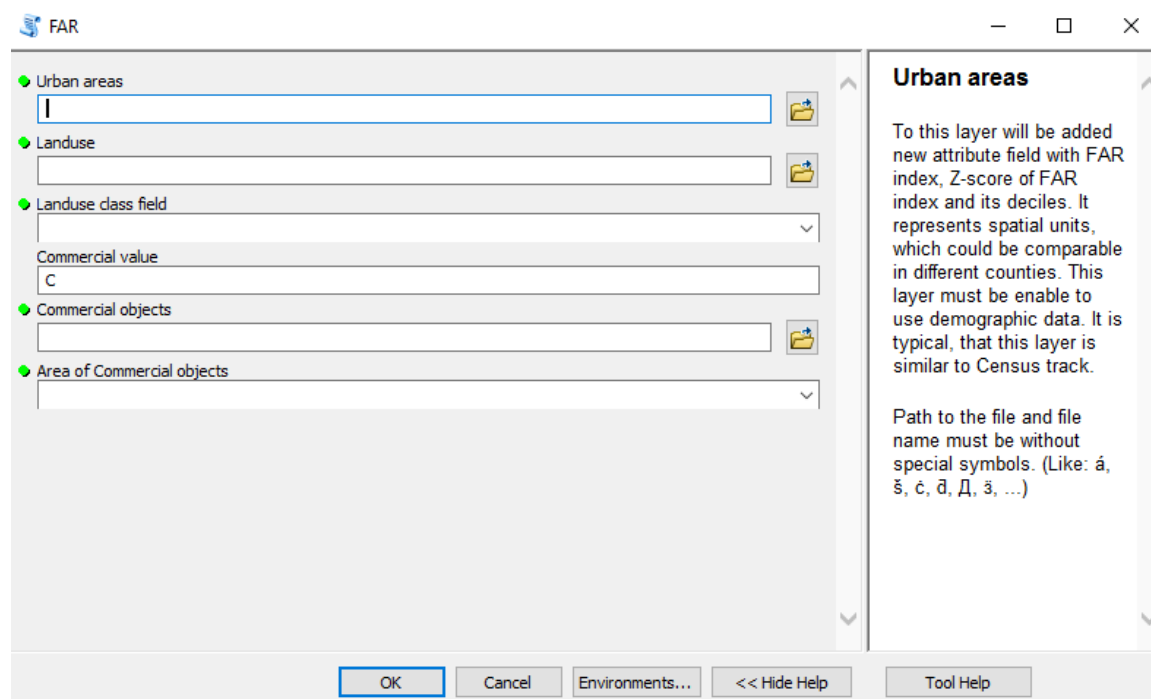 FAR
Urban areas
Landuse
Landuse class field
Commercial value
C
Commercial objects
Area of Commercial objects
OK
Cancel
Environments...
<< Hide Help
Tool Help
Urban areas
To this layer will be added
new attribute field with FAR
index, Z-score of FAR
index and its deciles. It
represents spatial units,
which could be comparable
in different counties. This
layer must be enable to
use demographic data. It is
typical, that this layer is
similar to Census track.
Path to the file and file
name must be without
special symbols. (Like: á,
š, ċ, đ, Д, ӟ, ...)